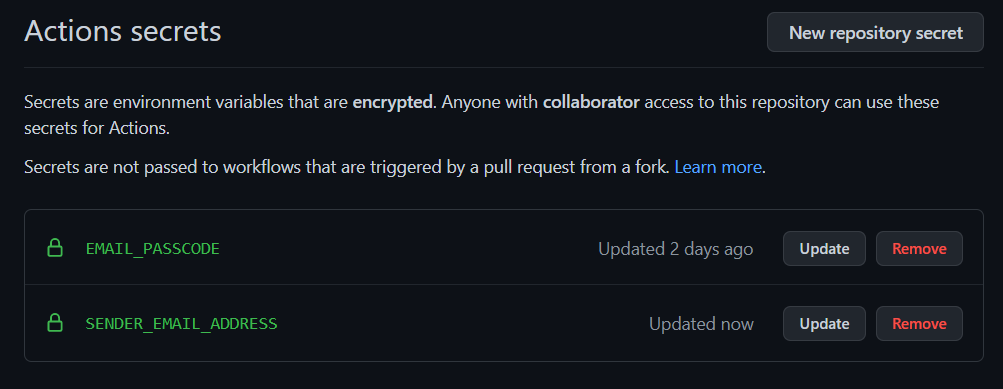 Actions secrets
New repository secret
Secrets are environment variables that are encrypted. Anyone with collaborator access to this repository can use these
secrets for Actions.
Secrets are not passed to workflows that are triggered by a pull request from a fork. Learn more.
EMAIL_PASSCODE Updated 2 days ago Update Remove
SENDER_EMAIL_ADDRESS Updated now Update Remove